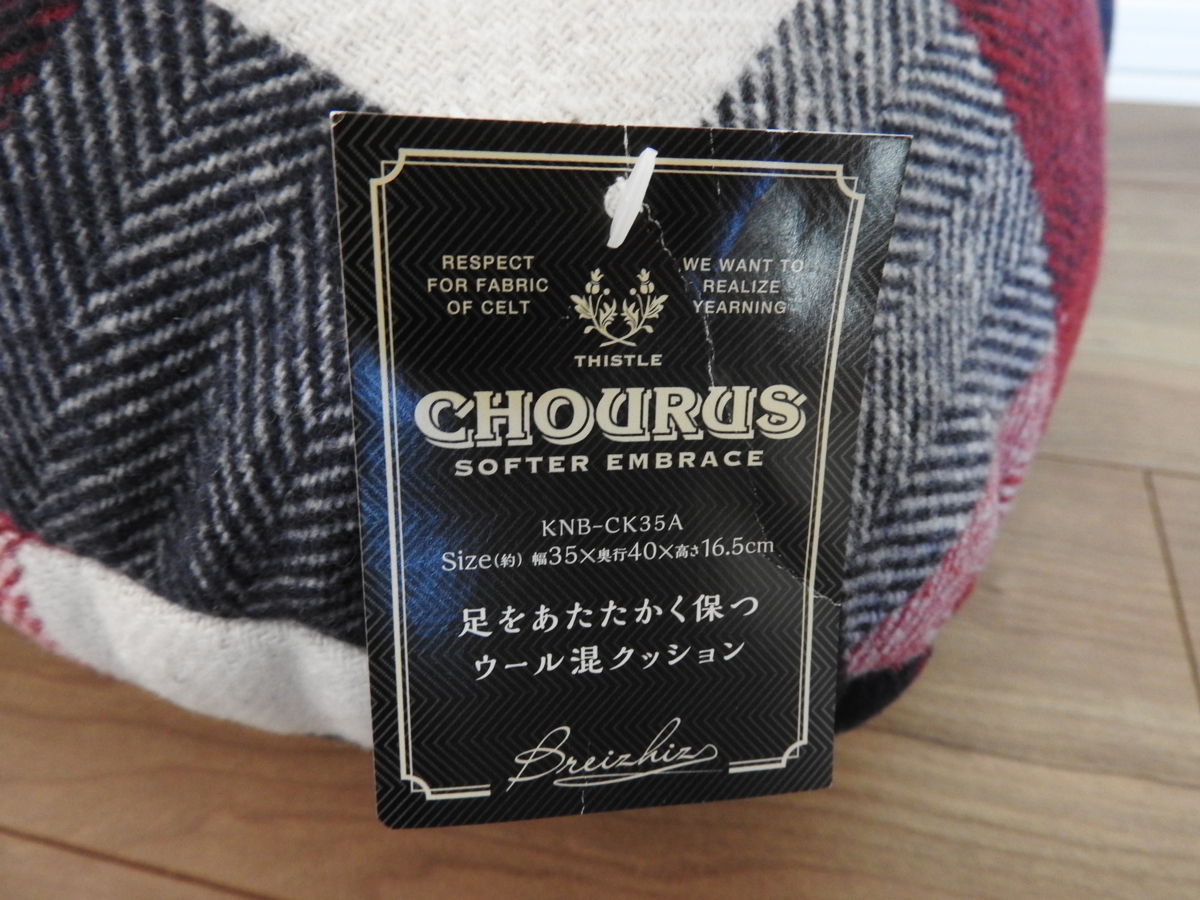 RESPECT
FOR FABRIC
OF CELT
WE WANT TO
REALIZE
YEARNING
THISTLE
CHOURUS
SOFTER EMBRACE
KNB-CK35A
Size(約) 幅35×奥行40×高さ16.5cm
足をあたたかく保つ
ウール混クッション
Breizhiz